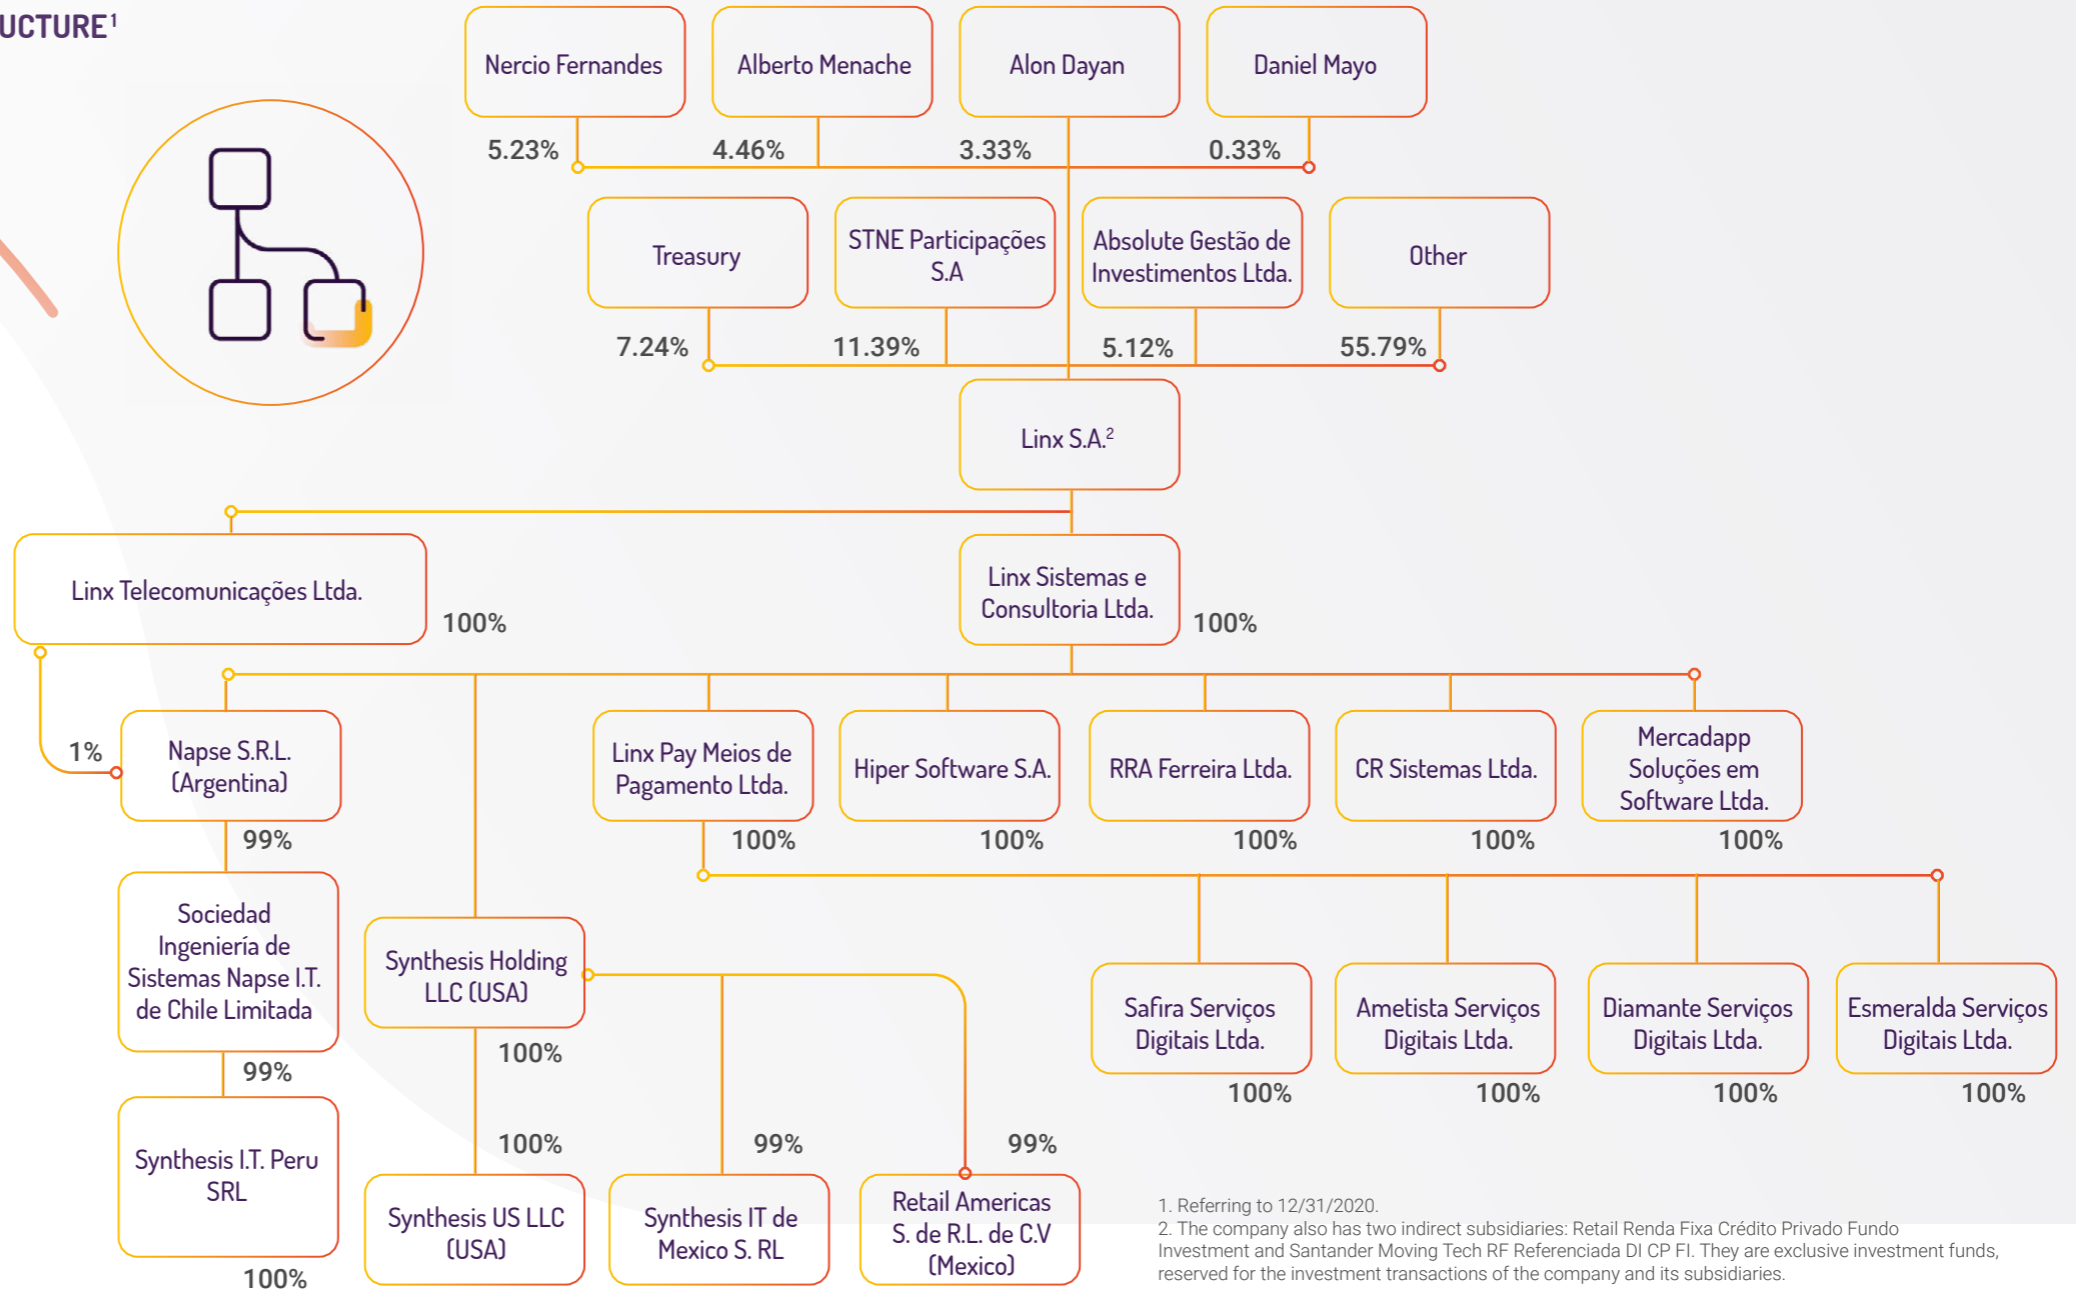 UCTURE¹
Nercio Fernandes
Alberto Menache
Alon Dayan
Daniel Mayo
5.23%
4.46%
3.33%
0.33%
Treasury
STNE Participações
S.A
Absolute Gestão de
Investimentos Ltda.
Other
7.24%
11.39%
5.12%
55.79%
Linx S.A.²
Linx Telecomunicações Ltda.
100%
Linx Sistemas e
Consultoria Ltda.
100%
1%
Napse S.R.L.
(Argentina)
99%
Linx Pay Meios de
Pagamento Ltda.
100%
Hiper Software S.A.
100%
RRA Ferreira Ltda.
100%
CR Sistemas Ltda.
100%
Mercadapp
Soluções em
Software Ltda.
100%
Sociedad
Ingeniería de
Sistemas Napse I.T.
de Chile Limitada
99%
Synthesis Holding
LLC (USA)
100%
Safira Serviços
Digitais Ltda.
100%
Ametista Serviços
Digitais Ltda.
100%
Diamante Serviços
Digitais Ltda.
100%
Esmeralda Serviços
Digitais Ltda.
100%
Synthesis I.T. Peru
SRL
100%
100%
Synthesis US LLC
(USA)
99%
Synthesis IT de
Mexico S. RL
99%
Retail Americas
S. de R.L. de C.V
(Mexico)
1. Referring to 12/31/2020.
2. The company also has two indirect subsidiaries: Retail Renda Fixa Crédito Privado Fundo
Investment and Santander Moving Tech RF Referenciada DI CP FI. They are exclusive investment funds,
reserved for the investment transactions of the company and its subsidiaries.